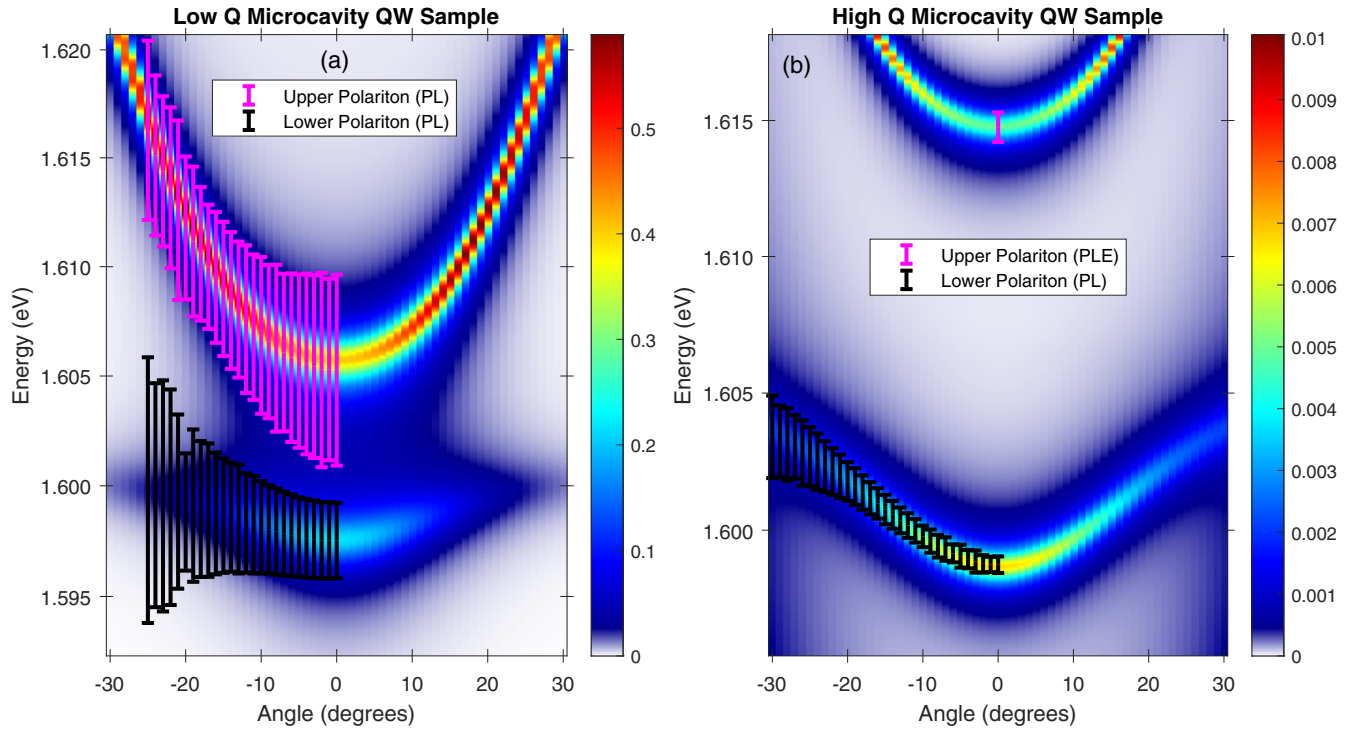 Low Q Microcavity QW Sample
(a)
Upper Polariton (PL)
Lower Polariton (PL)
1.620
1.615
1.610
1.605
1.600
1.595
Energy (eV)
-30 -20 -10 0 10 20 30
Angle (degrees)
0.5
0.4
0.3
0.2
0.1
0
High Q Microcavity QW Sample
(b)
Upper Polariton (PLE)
Lower Polariton (PL)
1.615
1.610
1.605
1.600
Energy (eV)
-30 -20 -10 0 10 20 30
Angle (degrees)
0.01
0.009
0.008
0.007
0.006
0.005
0.004
0.003
0.002
0.001
0